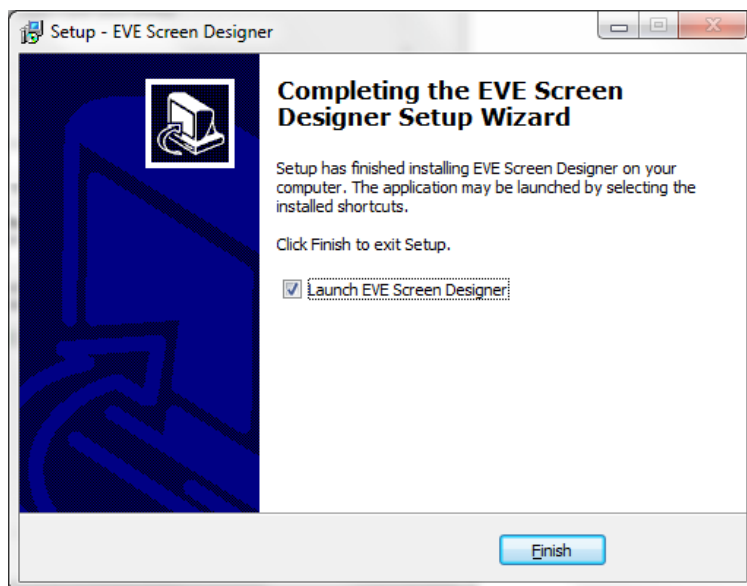 Setup - EVE Screen Designer
Completing the EVE Screen
Designer Setup Wizard
Setup has finished installing EVE Screen Designer on your
computer. The application may be launched by selecting the
installed shortcuts.
Click Finish to exit Setup.
Launch EVE Screen Designer
Finish